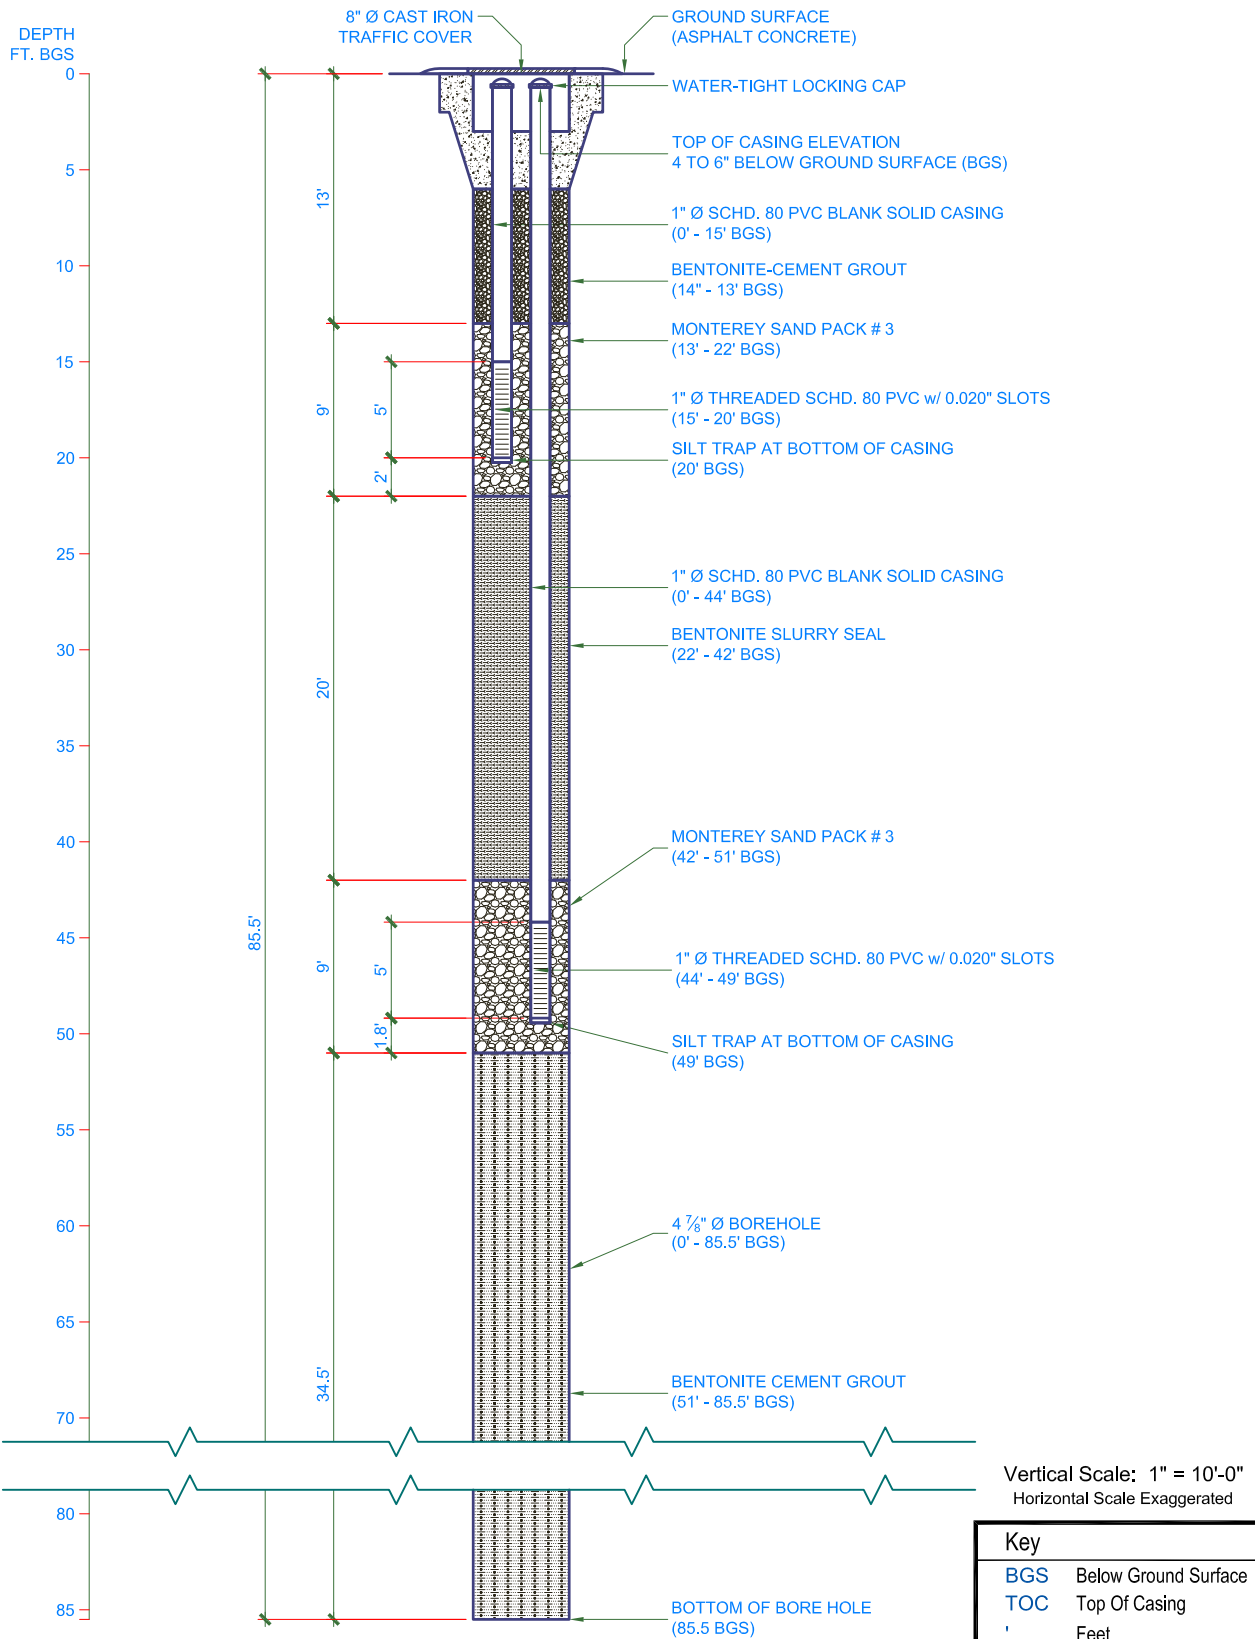 8" Ø CAST IRON
TRAFFIC COVER
GROUND SURFACE
(ASPHALT CONCRETE)
DEPTH
FT. BGS
0
WATER-TIGHT LOCKING CAP
TOP OF CASING ELEVATION
4 TO 6" BELOW GROUND SURFACE (BGS)
5
13'
1" Ø SCHD. 80 PVC BLANK SOLID CASING
(0' - 15' BGS)
10
BENTONITE-CEMENT GROUT
(14" - 13' BGS)
MONTEREY SAND PACK # 3
(13' - 22' BGS)
15
9'
5'
1" Ø THREADED SCHD. 80 PVC w/ 0.020" SLOTS
(15' - 20' BGS)
SILT TRAP AT BOTTOM OF CASING
(20' BGS)
20
2'
25
1" Ø SCHD. 80 PVC BLANK SOLID CASING
(0' - 44' BGS)
BENTONITE SLURRY SEAL
(22' - 42' BGS)
30
20'
35
40
MONTEREY SAND PACK # 3
(42' - 51' BGS)
85.5'
45
9'
5'
1" Ø THREADED SCHD. 80 PVC w/ 0.020" SLOTS
(44' - 49' BGS)
50
1.8'
SILT TRAP AT BOTTOM OF CASING
(49' BGS)
55
60
4 ⅞" Ø BOREHOLE
(0' - 85.5' BGS)
65
34.5'
BENTONITE CEMENT GROUT
(51' - 85.5' BGS)
70
80
85
BOTTOM OF BORE HOLE
(85.5 BGS)
Vertical Scale: 1" = 10'-0"
Horizontal Scale Exaggerated
Key
BGS Below Ground Surface
TOC Top Of Casing
' Feet